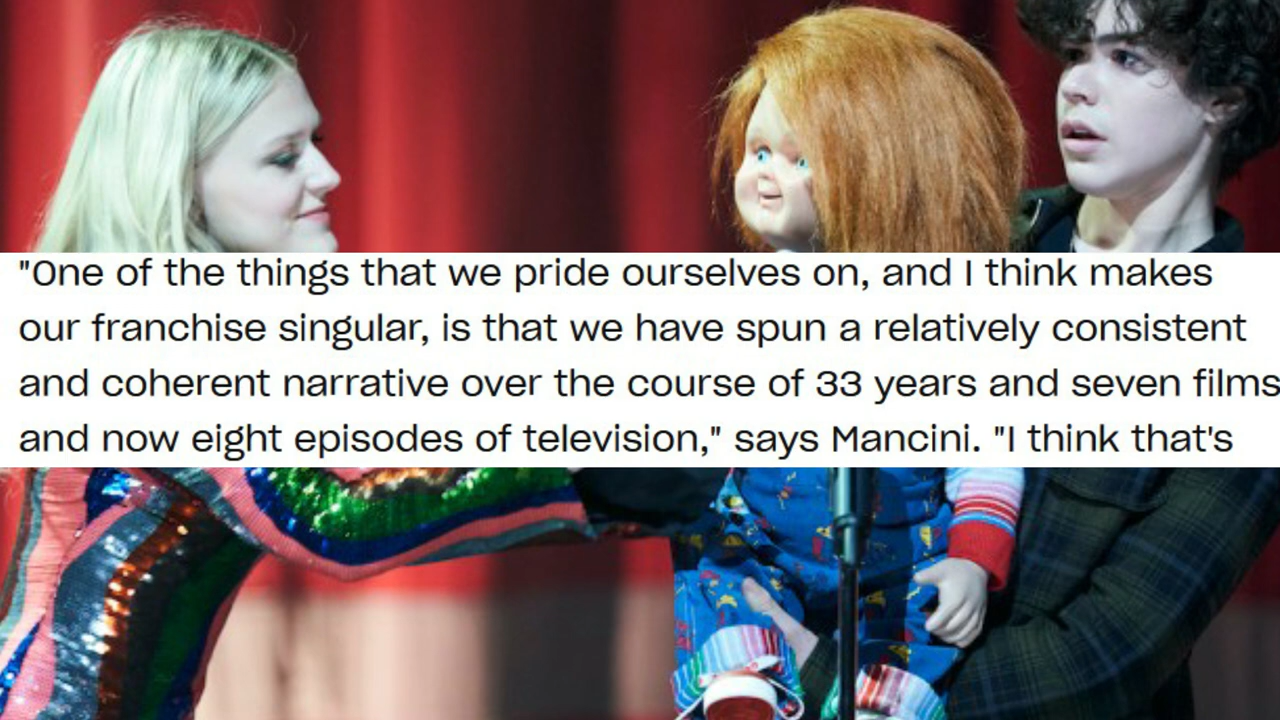 "One of the things that we pride ourselves on, and I think makes
our franchise singular, is that we have spun a relatively consistent
and coherent narrative over the course of 33 years and seven films
and now eight episodes of television," says Mancini. "I think that's